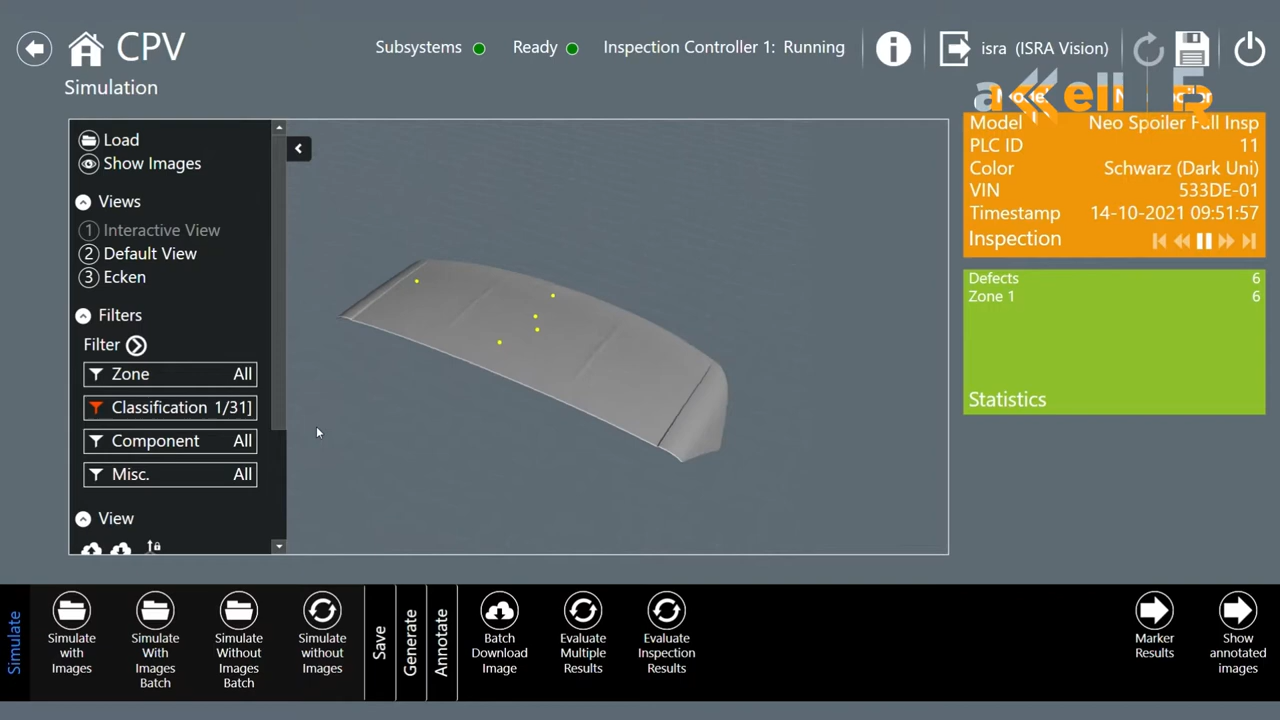 CPV
Subsystems
Ready
Inspection Controller 1: Running
isra (ISRA Vision)
Simulation
akkell
Load
Show Images
Views
1 Interactive View
2 Default View
3 Ecken
Filters
Filter
Zone All
Classification 1/31]
Component All
Misc. All
View
Model Neo Spoiler Full Insp
PLC ID 11
Color Schwarz (Dark Uni)
VIN 533DE-01
Timestamp 14-10-2021 09:51:57
Inspection
Defects 6
Zone 1 6
Statistics
Simulate
Simulate with Images
Simulate With Images Batch
Simulate Without Images Batch
Simulate without Images
Save
Generate
Annotate
Batch Download Image
Evaluate Multiple Results
Evaluate Inspection Results
Marker Results
Show annotated images